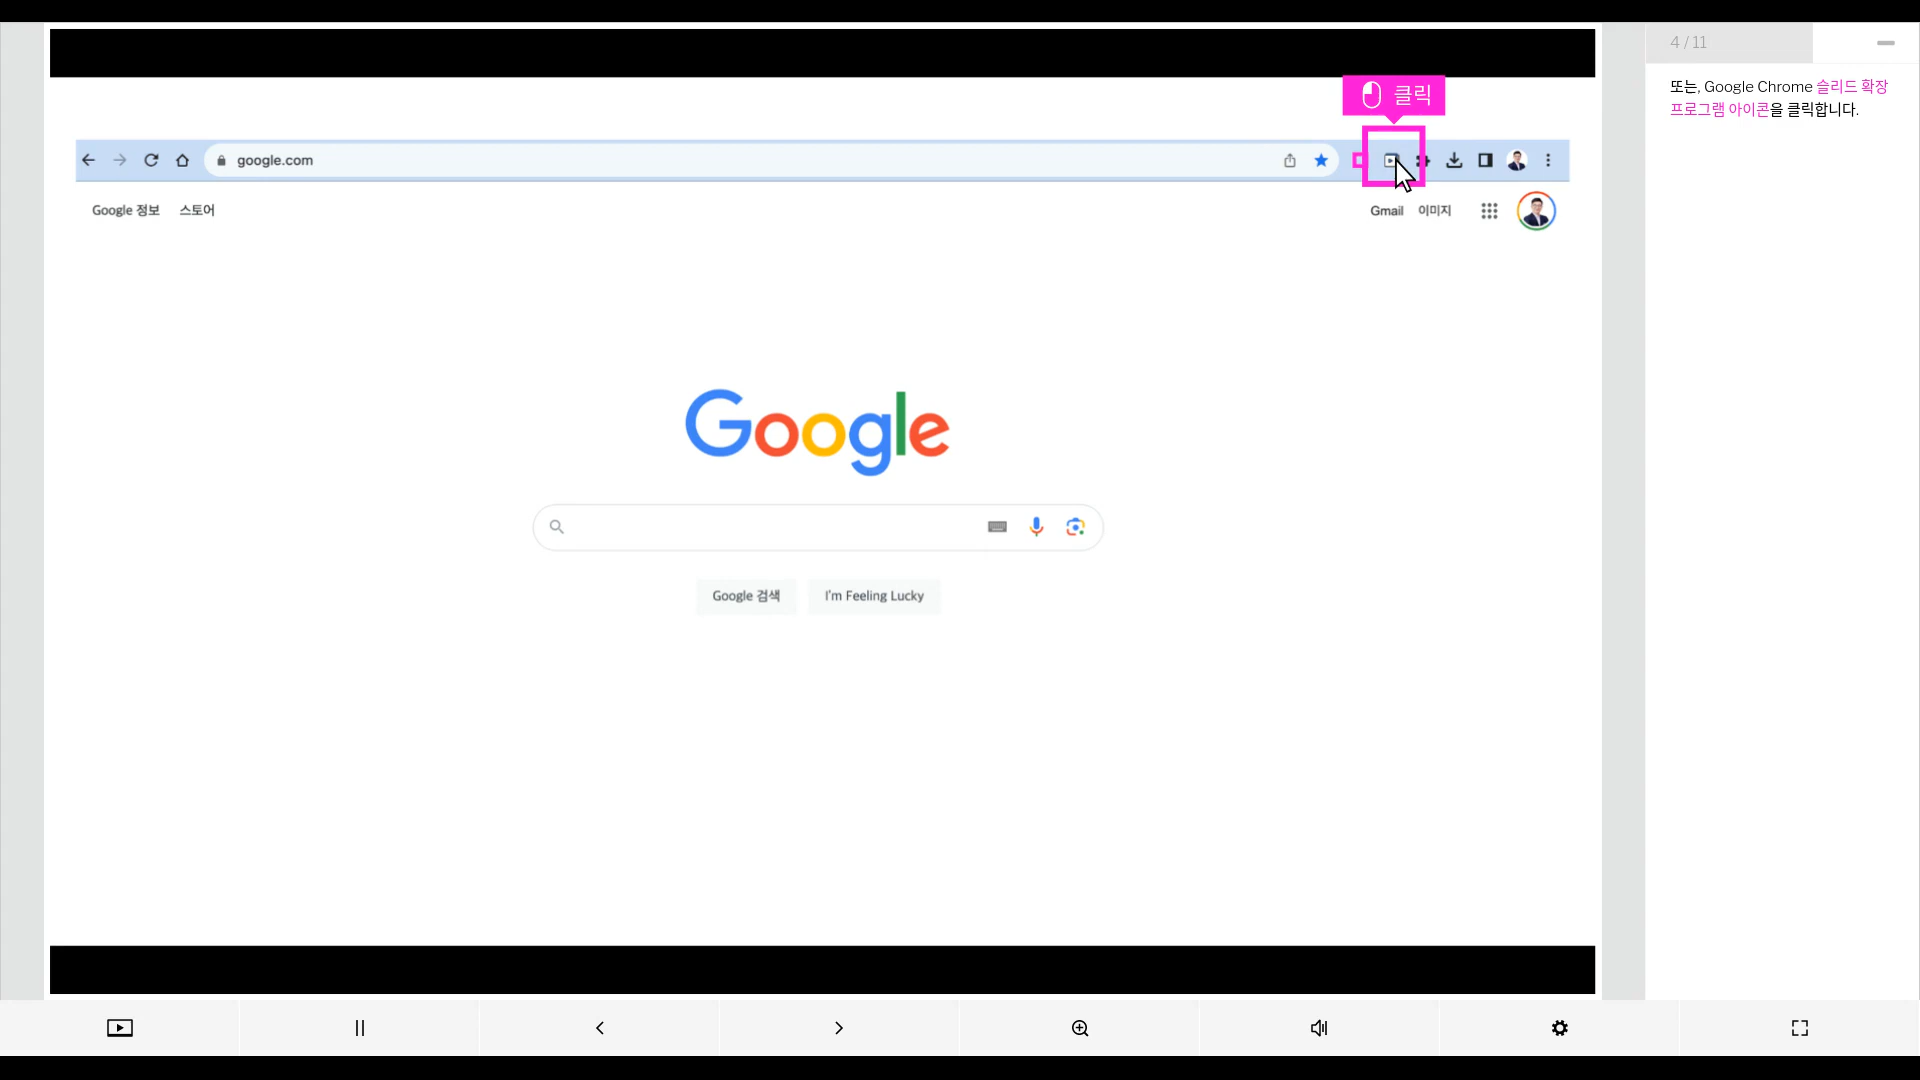 4 / 11
또는, Google Chrome 슬리드 확장
프로그램 아이콘을 클릭합니다.
클릭
google.com
Google 정보 스토어
Gmail 이미지
Google
Google 검색 I'm Feeling Lucky